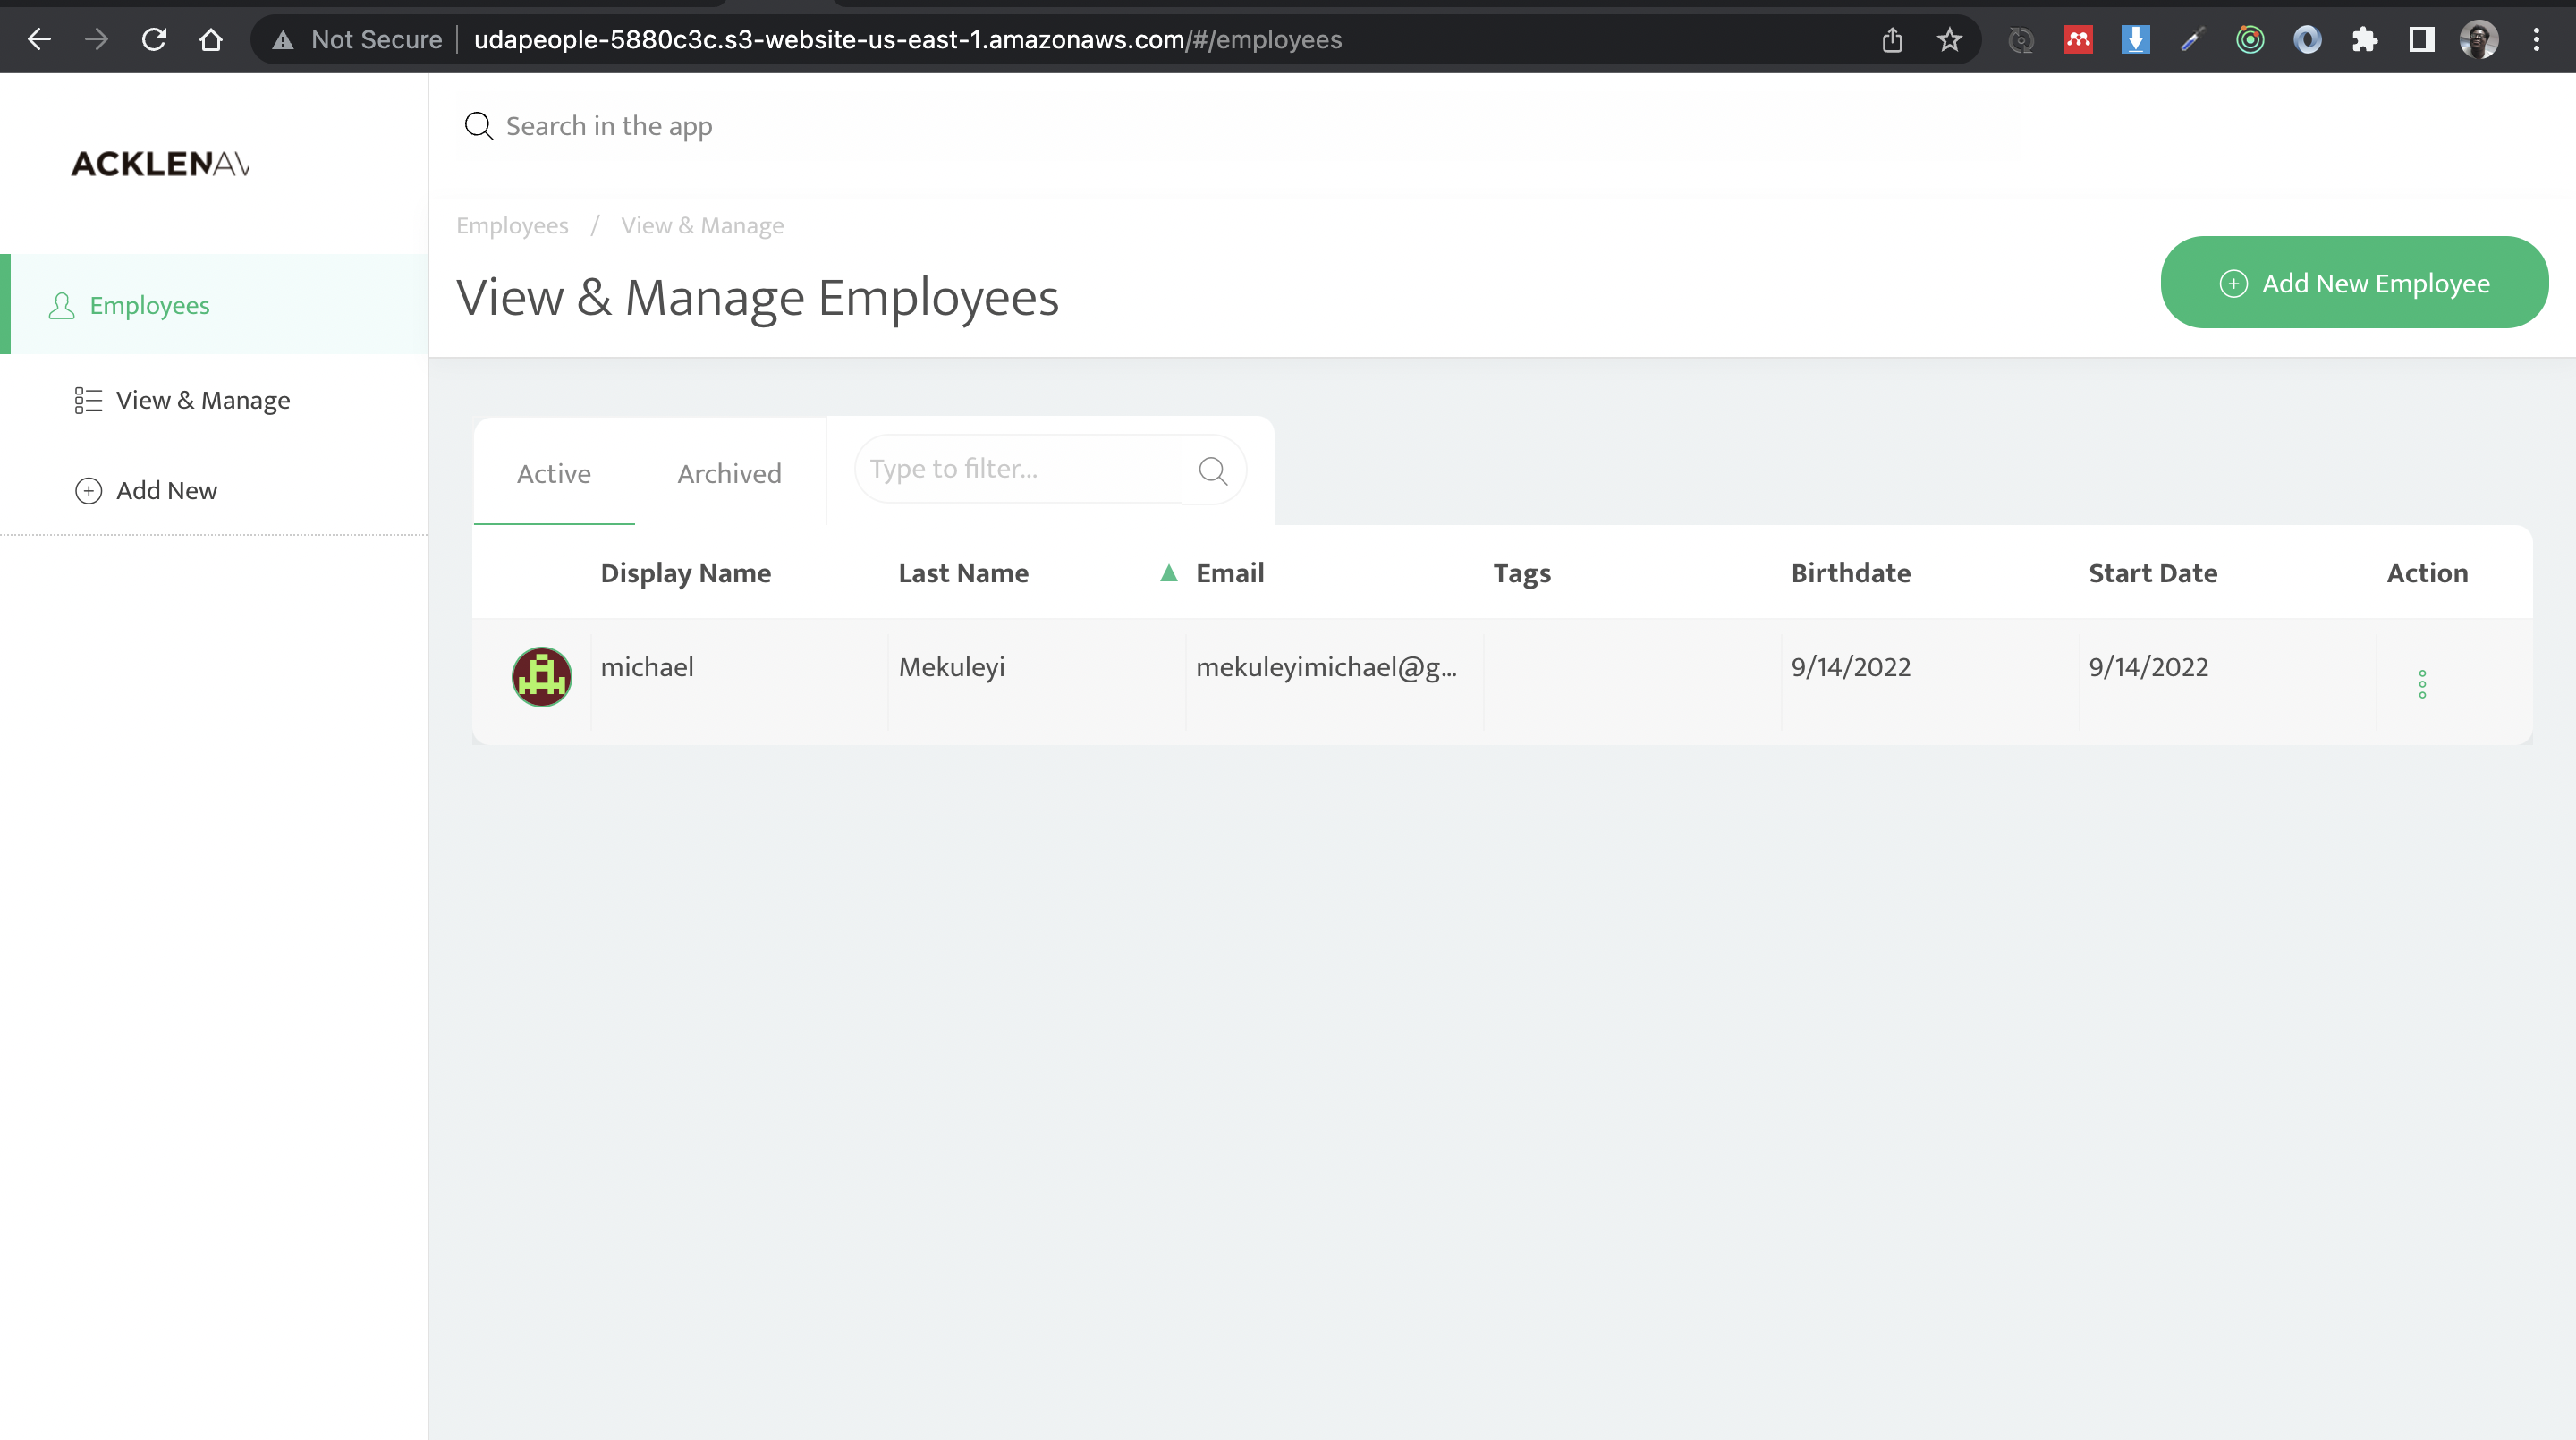 Not Secure udapeople-5880c3c.s3-website-us-east-1.amazonaws.com/#/employees
ACKLENAV
Search in the app
Employees / View & Manage
View & Manage Employees
Add New Employee
Employees
View & Manage
Add New
Active Archived Type to filter...
Display Name Last Name Email Tags Birthdate Start Date Action
michael Mekuleyi mekuleyimichael@g... 9/14/2022 9/14/2022